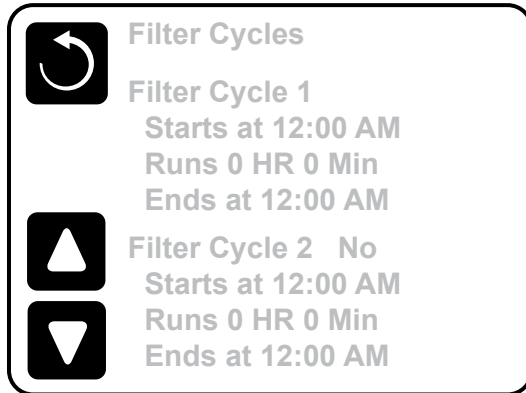 Filter Cycles
Filter Cycle 1
Starts at 12:00 AM
Runs 0 HR 0 Min
Ends at 12:00 AM
Filter Cycle 2 No
Starts at 12:00 AM
Runs 0 HR 0 Min
Ends at 12:00 AM